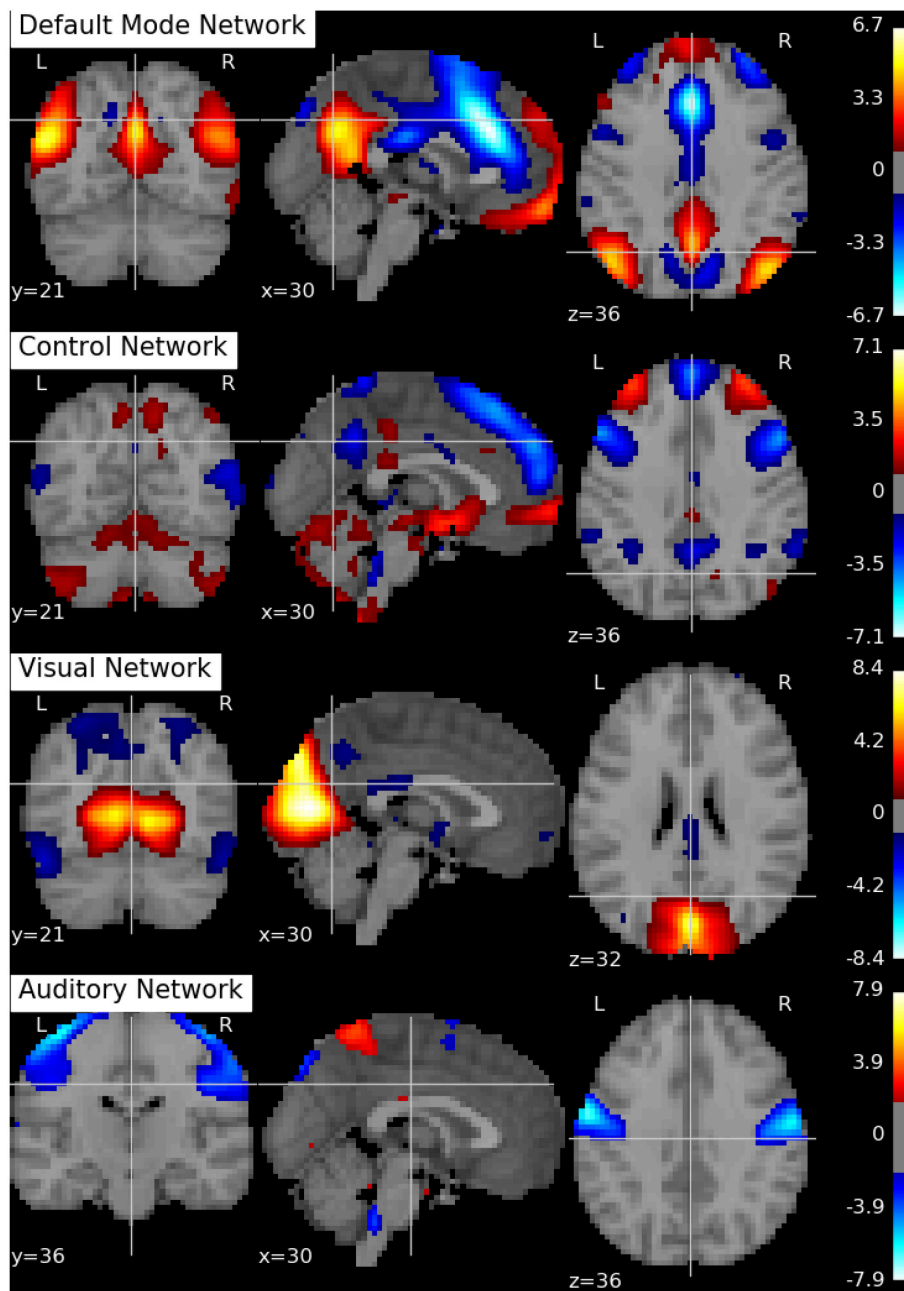 Default Mode Network
L R L R
y=21 x=30 z=36
6.7
3.3
0
-3.3
-6.7
Control Network
L R L R
y=21 x=30 z=36
7.1
3.5
0
-3.5
-7.1
Visual Network
L R L R
y=21 x=30 z=32
8.4
4.2
0
-4.2
-8.4
Auditory Network
L R L R
y=36 x=30 z=36
7.9
3.9
0
-3.9
-7.9